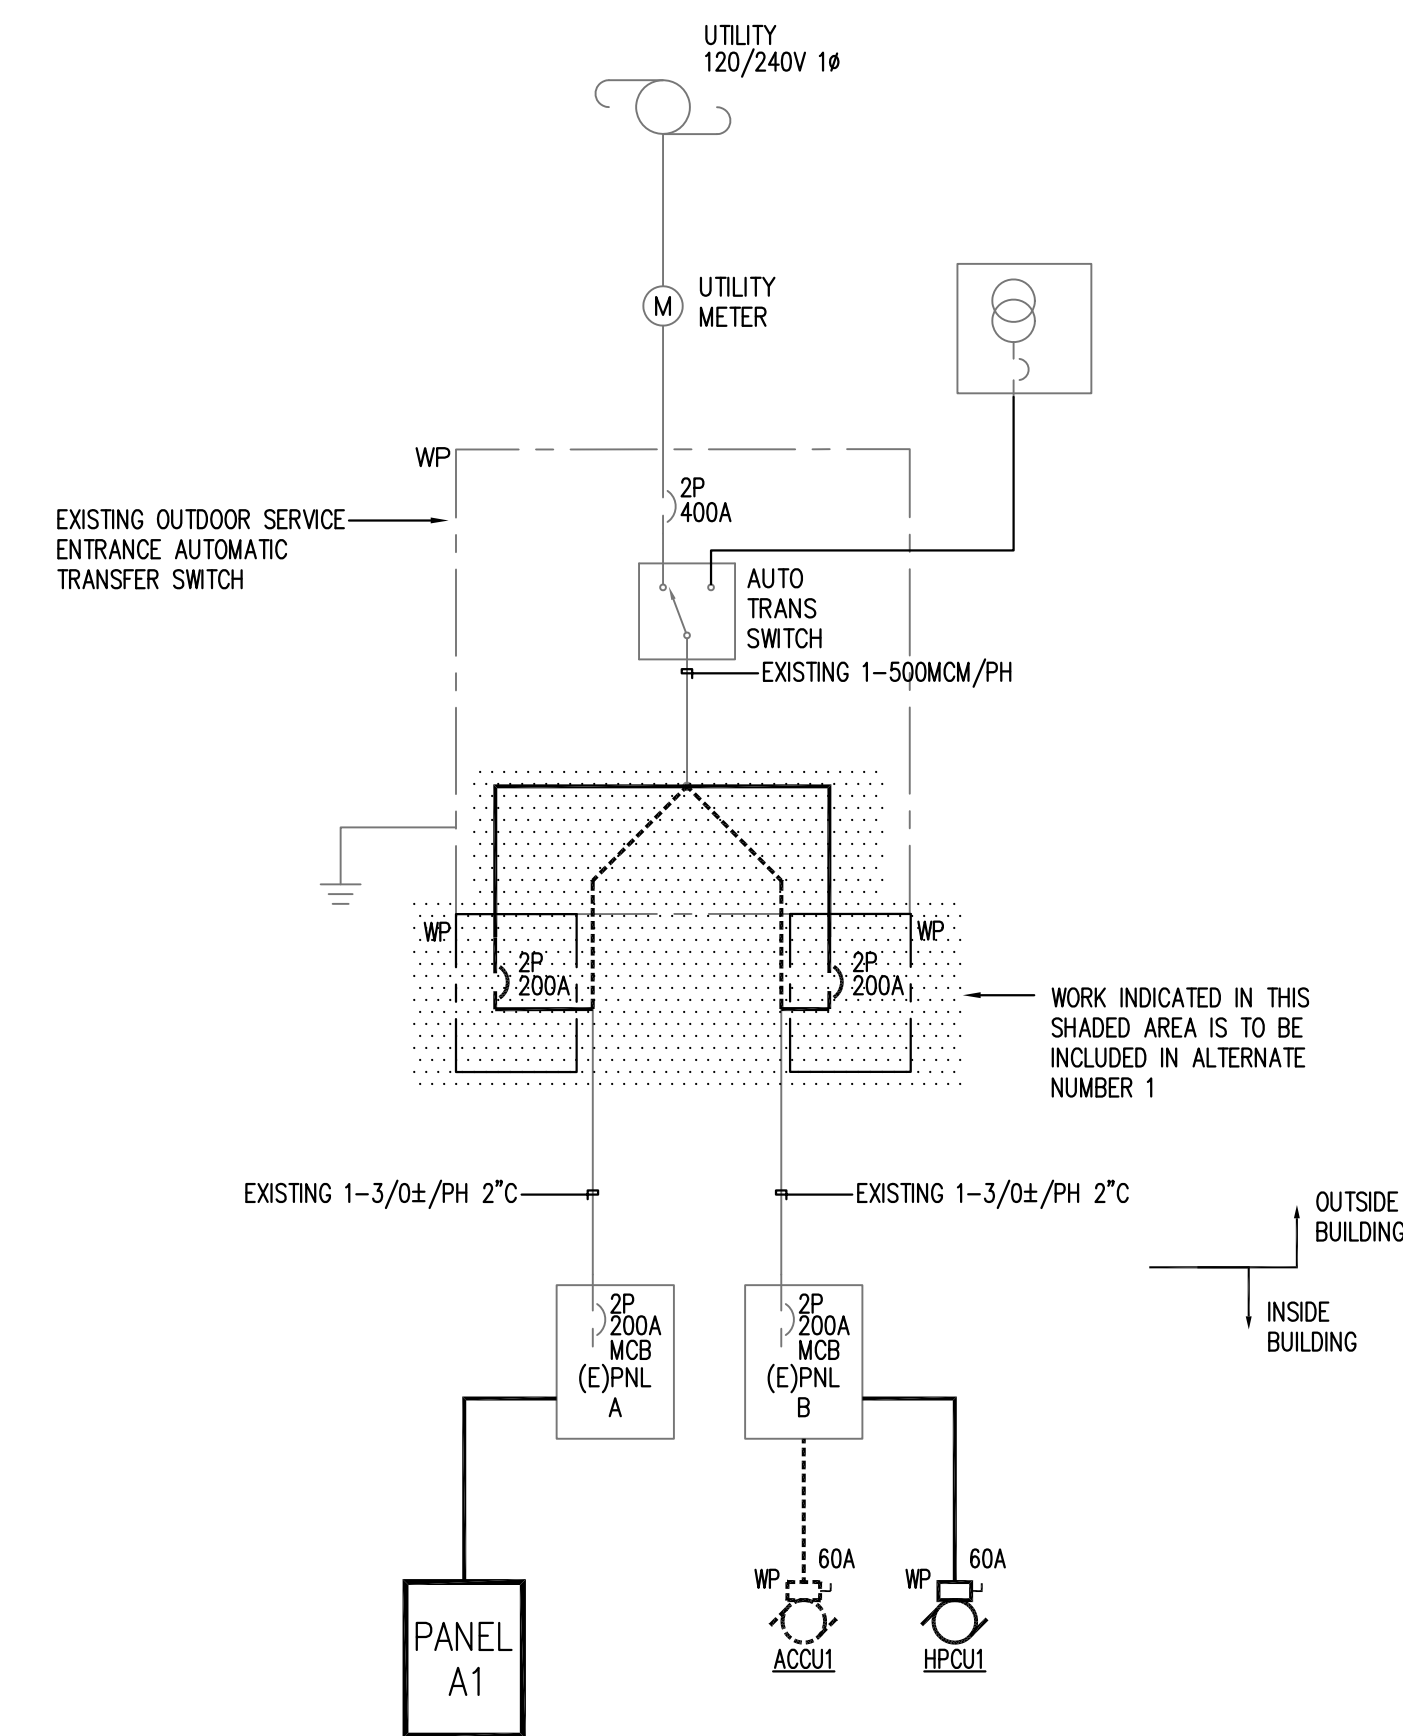 UTILITY
120/240V 1ø
M
UTILITY
METER
WP
2P
400A
EXISTING OUTDOOR SERVICE
ENTRANCE AUTOMATIC
TRANSFER SWITCH
AUTO
TRANS
SWITCH
EXISTING 1-500MCM/PH
WP
2P
200A
WP
2P
200A
WORK INDICATED IN THIS
SHADED AREA IS TO BE
INCLUDED IN ALTERNATE
NUMBER 1
EXISTING 1-3/0±/PH 2"C
EXISTING 1-3/0±/PH 2"C
OUTSIDE
BUILDING
INSIDE
BUILDING
2P
200A
MCB
(E)PNL
A
2P
200A
MCB
(E)PNL
B
PANEL
A1
WP
60A
ACCU1
WP
60A
HPCU1